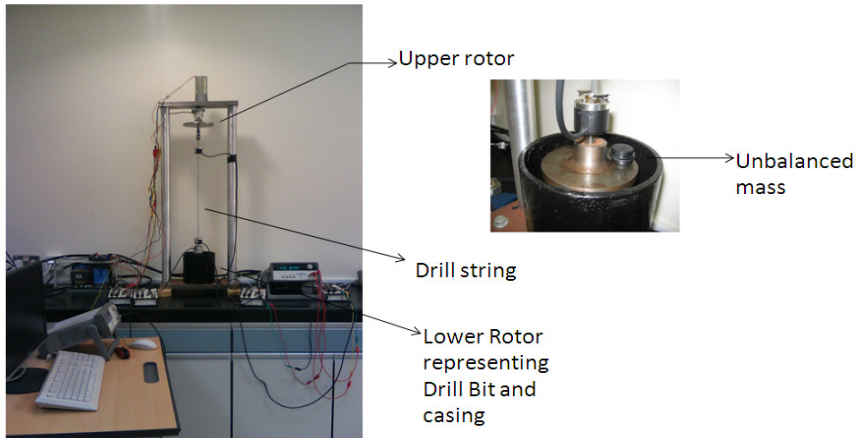 Upper rotor
Unbalanced
mass
Drill string
Lower Rotor
representing
Drill Bit and
casing